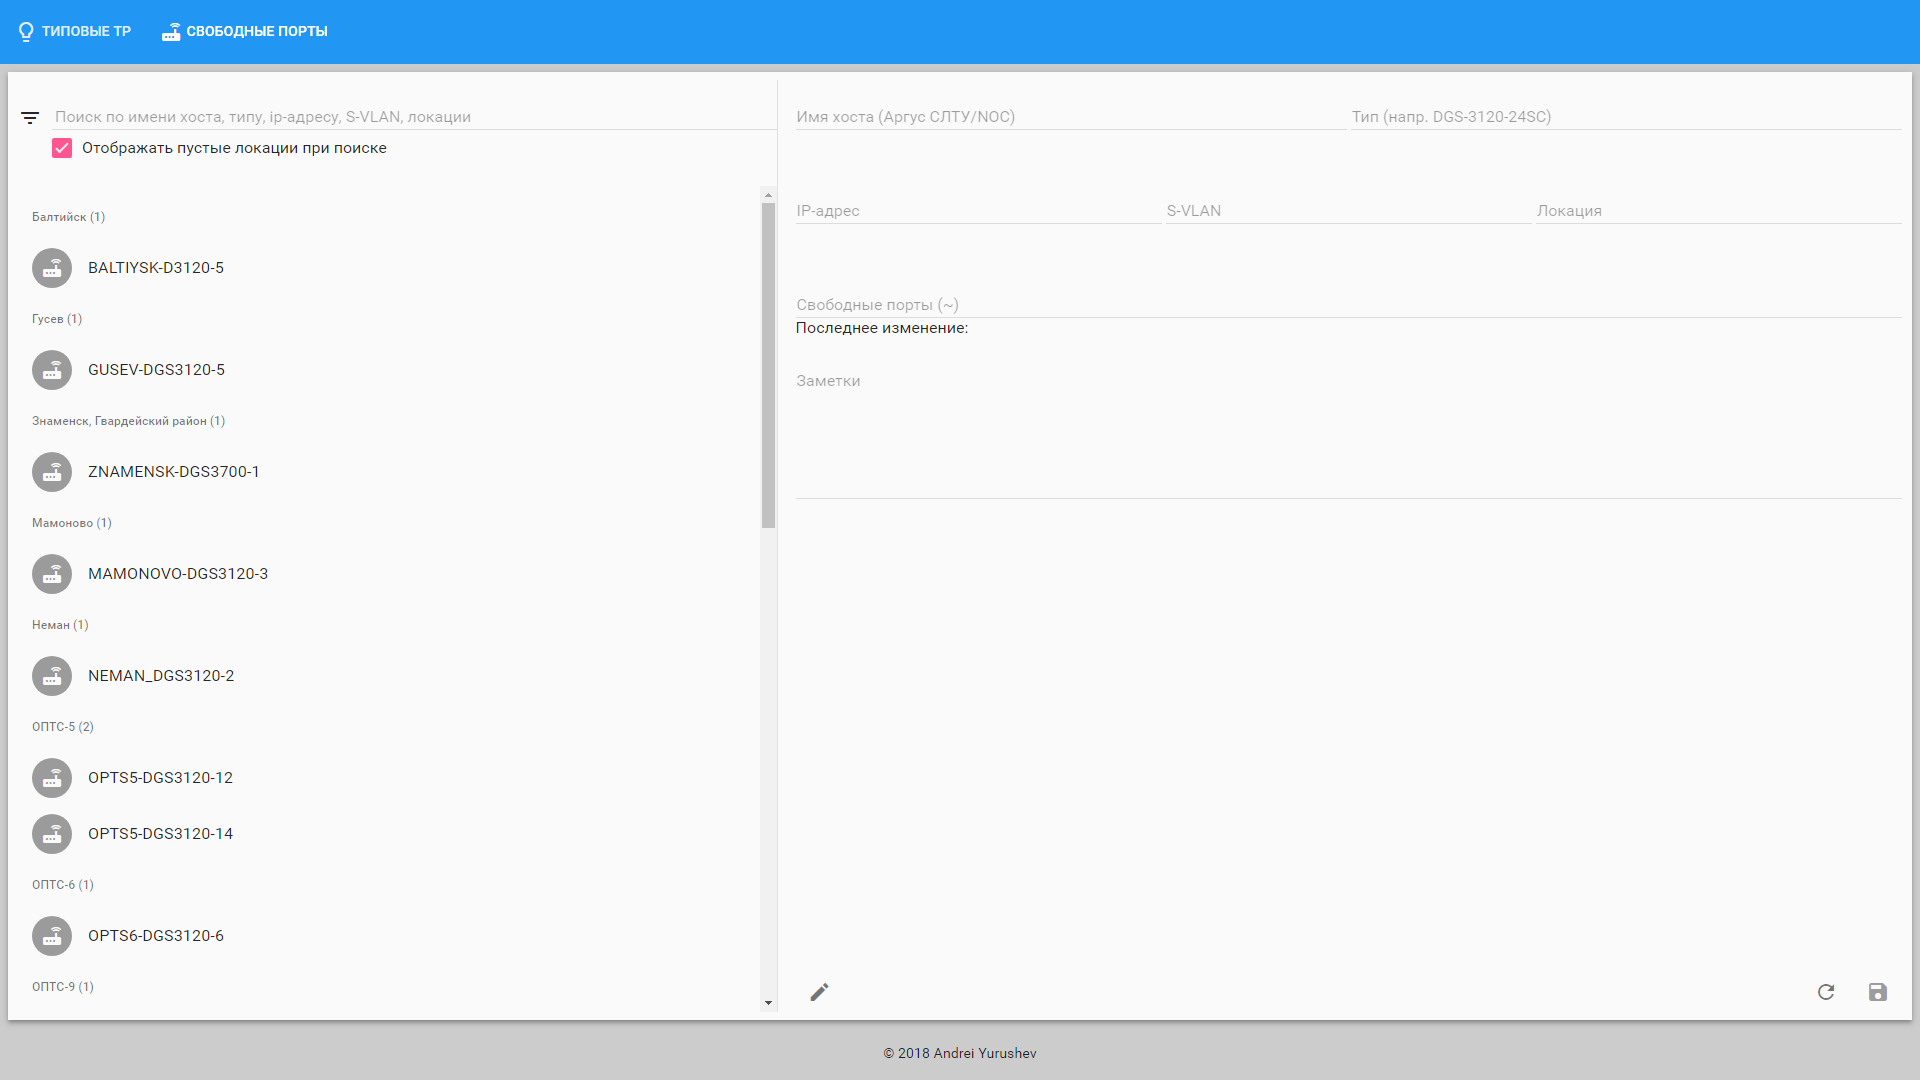 ТИПОВЫЕ ТР
СВОБОДНЫЕ ПОРТЫ
Поиск по имени хоста, типу, ip-адресу, S-VLAN, локации
Отображать пустые локации при поиске
Балтийск (1)
BALTIYSK-D3120-5
Гусев (1)
GUSEV-DGS3120-5
Знаменск, Гвардейский район (1)
ZNAMENSK-DGS3700-1
Мамоново (1)
MAMONOVO-DGS3120-3
Неман (1)
NEMAN_DGS3120-2
ОПТС-5 (2)
OPTS5-DGS3120-12
OPTS5-DGS3120-14
ОПТС-6 (1)
OPTS6-DGS3120-6
ОПТС-9 (1)
Имя хоста (Аргус СЛТУ/NOC)
Тип (напр. DGS-3120-24SC)
IP-адрес
S-VLAN
Локация
Свободные порты (~)
Последнее изменение:
Заметки
© 2018 Andrei Yurushev